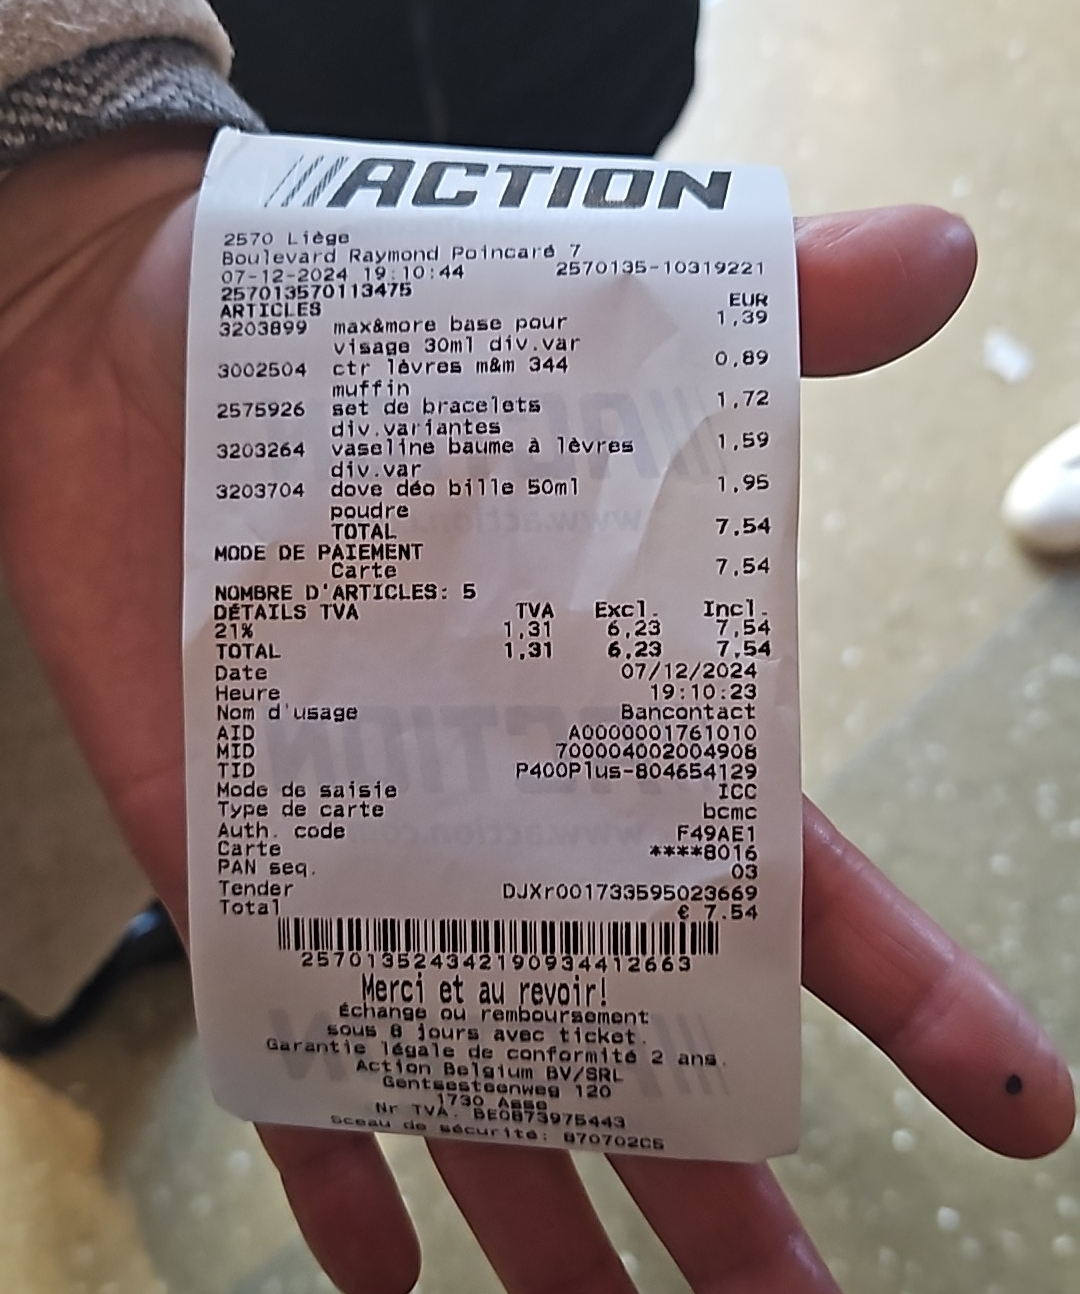 ACTION
2570 Liège
Boulevard Raymond Poincaré 7
07-12-2024 19:10:44 2570135-10319221
257013570113475
ARTICLES EUR
3203899 max&more base pour 1,39
visage 30ml div.var
3002504 ctr lèvres m&m 344 0,89
muffin
2575926 set de bracelets 1,72
div.variantes
3203264 vaseline baume à lèvres 1,59
div.var
3203704 dove déo bille 50ml 1,95
poudre
TOTAL 7,54
MODE DE PAIEMENT
Carte 7,54
NOMBRE D'ARTICLES: 5
DÉTAILS TVA TVA Excl. Incl.
21% 1,31 6,23 7,54
TOTAL 1,31 6,23 7,54
Date 07/12/2024
Heure 19:10:23
Nom d'usage Bancontact
AID A0000001761010
MID 700004002004908
TID P400Plus-804654129
Mode de saisie ICC
Type de carte bcmc
Auth. code F49AE1
Carte ****8016
PAN seq. 03
Tender DJXr001733595023669
Total € 7.54
257013524342190934412663
Merci et au revoir!
Échange ou remboursement
sous 8 jours avec ticket.
Garantie légale de conformité 2 ans.
Action Belgium BV/SRL
Gentsesteenweg 120
1730 Asse
Nr TVA. BE0873975443
Sceau de sécurité: 870702C5